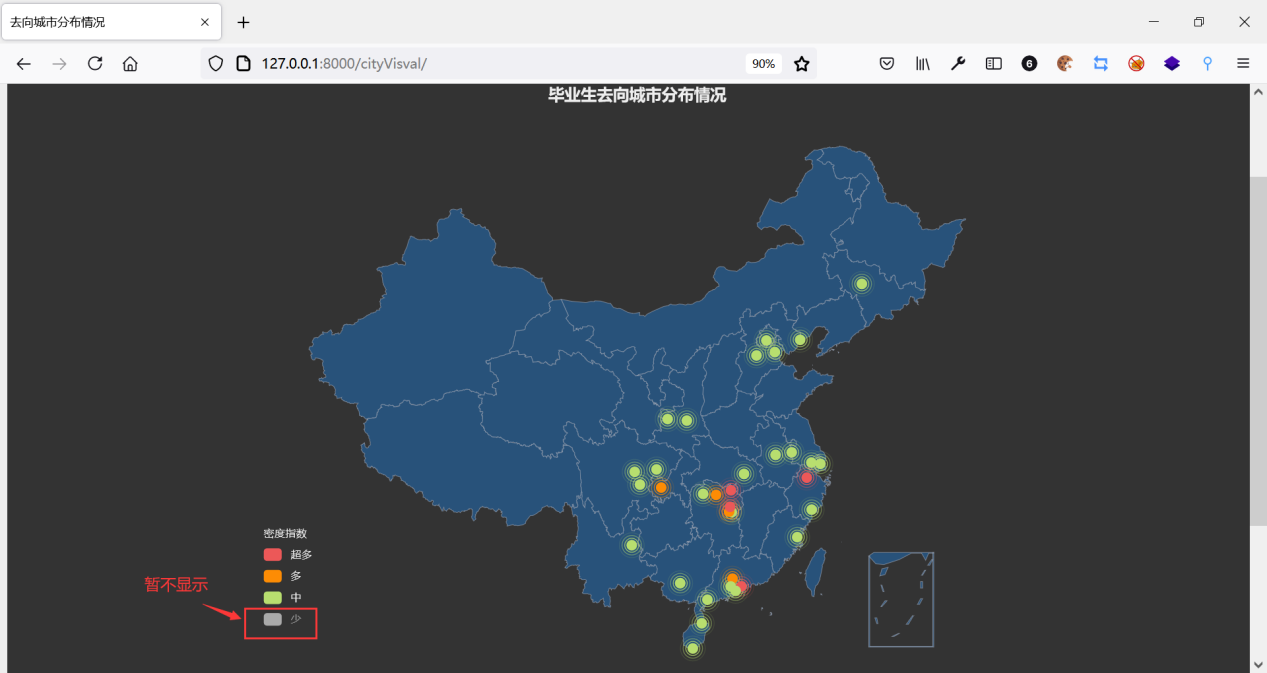 去向城市分布情况
127.0.0.1:8000/cityVisval/
90%
6
毕业生去向城市分布情况
密度指数
超多
多
中
少
暂不显示